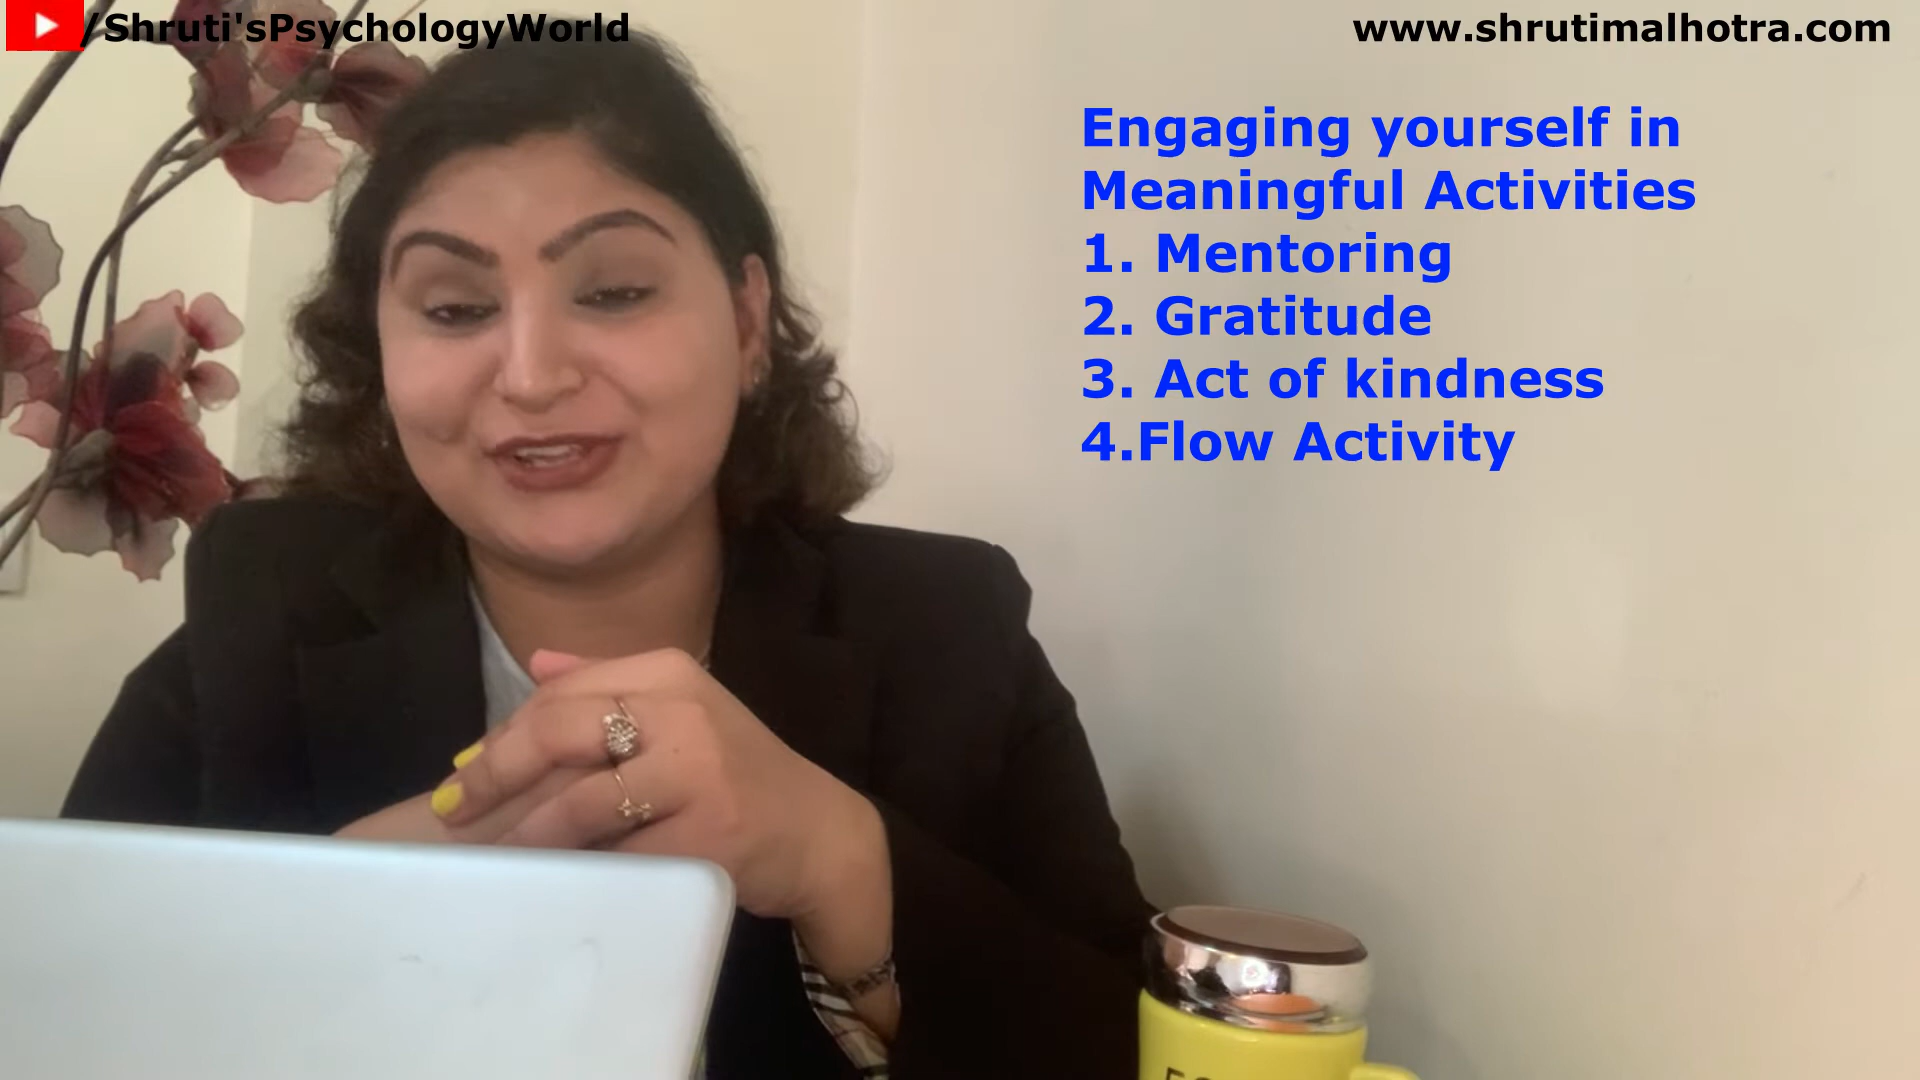 /Shruti'sPsychologyWorld
www.shrutimalhotra.com
Engaging yourself in
Meaningful Activities
1. Mentoring
2. Gratitude
3. Act of kindness
4.Flow Activity